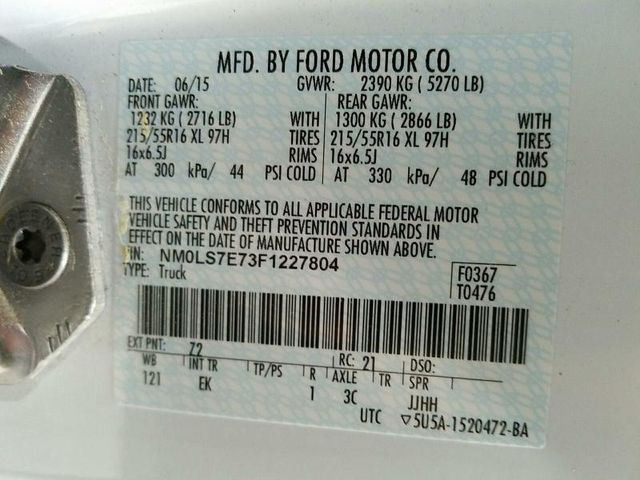 MFD. BY FORD MOTOR CO.
DATE: 06/15 GVWR: 2390 KG ( 5270 LB)
FRONT GAWR: REAR GAWR:
1232 KG ( 2716 LB) WITH 1300 KG ( 2866 LB) WITH
215/55R16 XL 97H TIRES 215/55R16 XL 97H TIRES
16x6.5J RIMS 16x6.5J RIMS
AT 300 kPa/ 44 PSI COLD AT 330 kPa/ 48 PSI COLD
THIS VEHICLE CONFORMS TO ALL APPLICABLE FEDERAL MOTOR
VEHICLE SAFETY AND THEFT PREVENTION STANDARDS IN
EFFECT ON THE DATE OF MANUFACTURE SHOWN ABOVE.
VIN: NM0LS7E73F1227804
TYPE: Truck
F0367
T0476
EXT PNT: Z2 RC: 21 DSO:
WB INT TR TP/PS R AXLE TR SPR
121 EK 1 3C JJHH
UTC ▽5U5A-1520472-BA